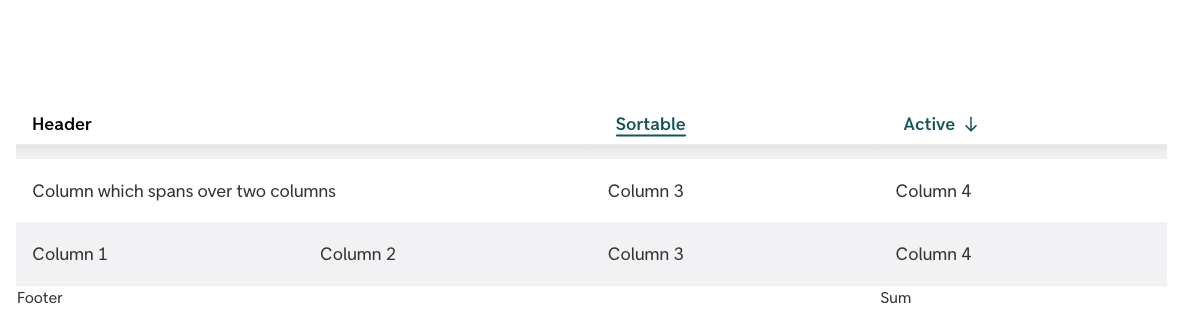 Header Sortable Active ↓
Column which spans over two columns Column 3 Column 4
Column 1 Column 2 Column 3 Column 4
Footer Sum